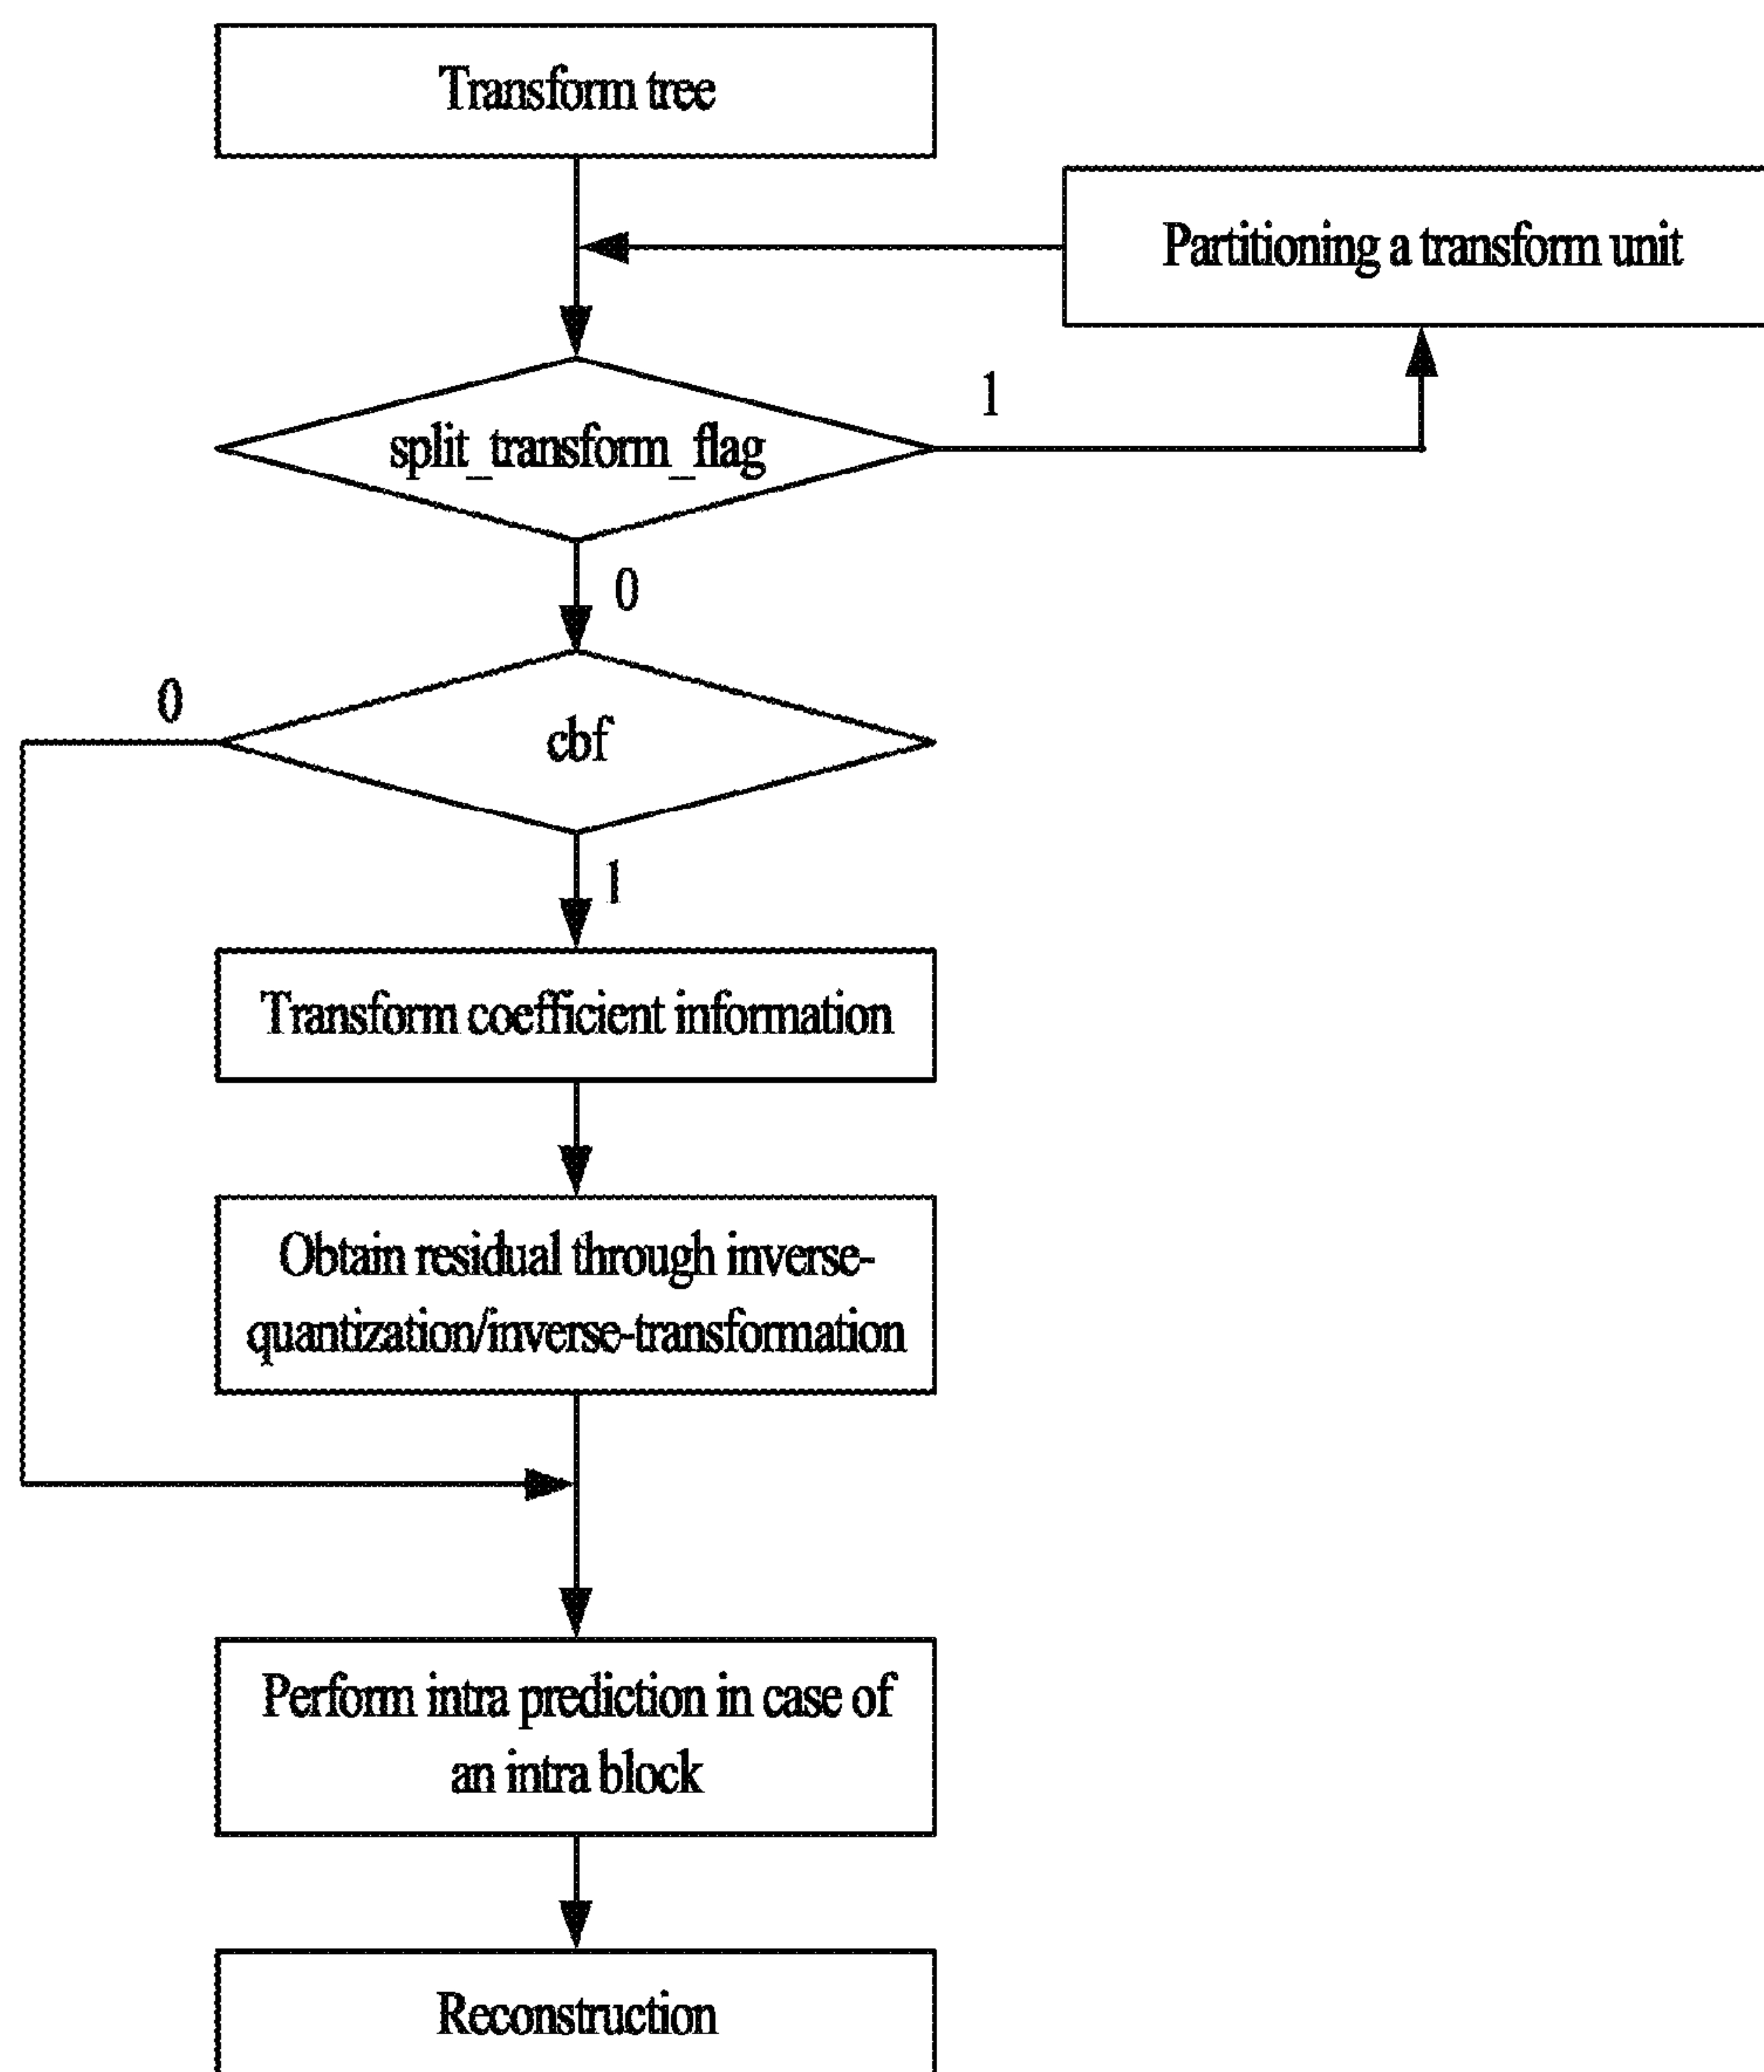 Transform tree
Partitioning a transform unit
1
split_transform_flag
0
0
cbf
1
Transform coefficient information
Obtain residual through inverse-
quantization/inverse-transformation
Perform intra prediction in case of
an intra block
Reconstruction